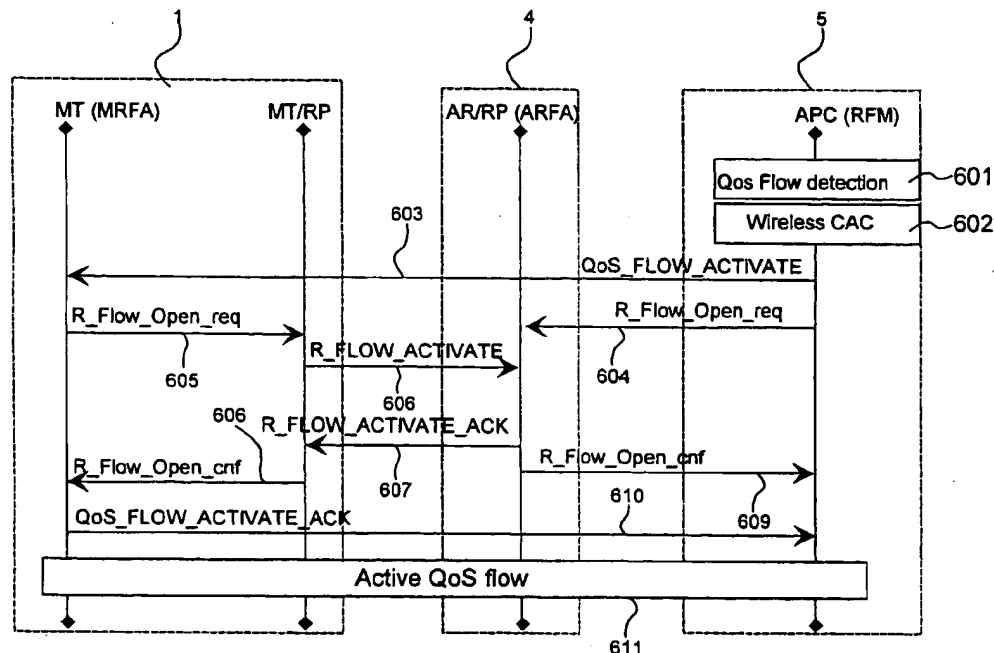 1
4
5
MT (MRFA)
MT/RP
AR/RP (ARFA)
APC (RFM)
Qos Flow detection
601
Wireless CAC
602
603
QoS_FLOW_ACTIVATE
R_Flow_Open_req
605
R_Flow_Open_req
604
R_FLOW_ACTIVATE
606
606
R_FLOW_ACTIVATE_ACK
607
R_Flow_Open_cnf
R_Flow_Open_cnf
609
610
QoS_FLOW_ACTIVATE_ACK
Active QoS flow
611